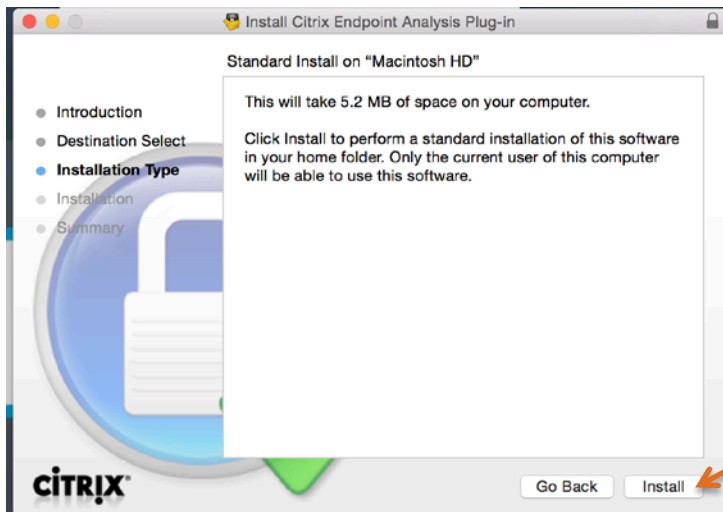 Install Citrix Endpoint Analysis Plug-in
Standard Install on “Macintosh HD”
Introduction
Destination Select
Installation Type
Installation
Summary
This will take 5.2 MB of space on your computer.
Click Install to perform a standard installation of this software
in your home folder. Only the current user of this computer
will be able to use this software.
CİTRİX
Go Back
Install